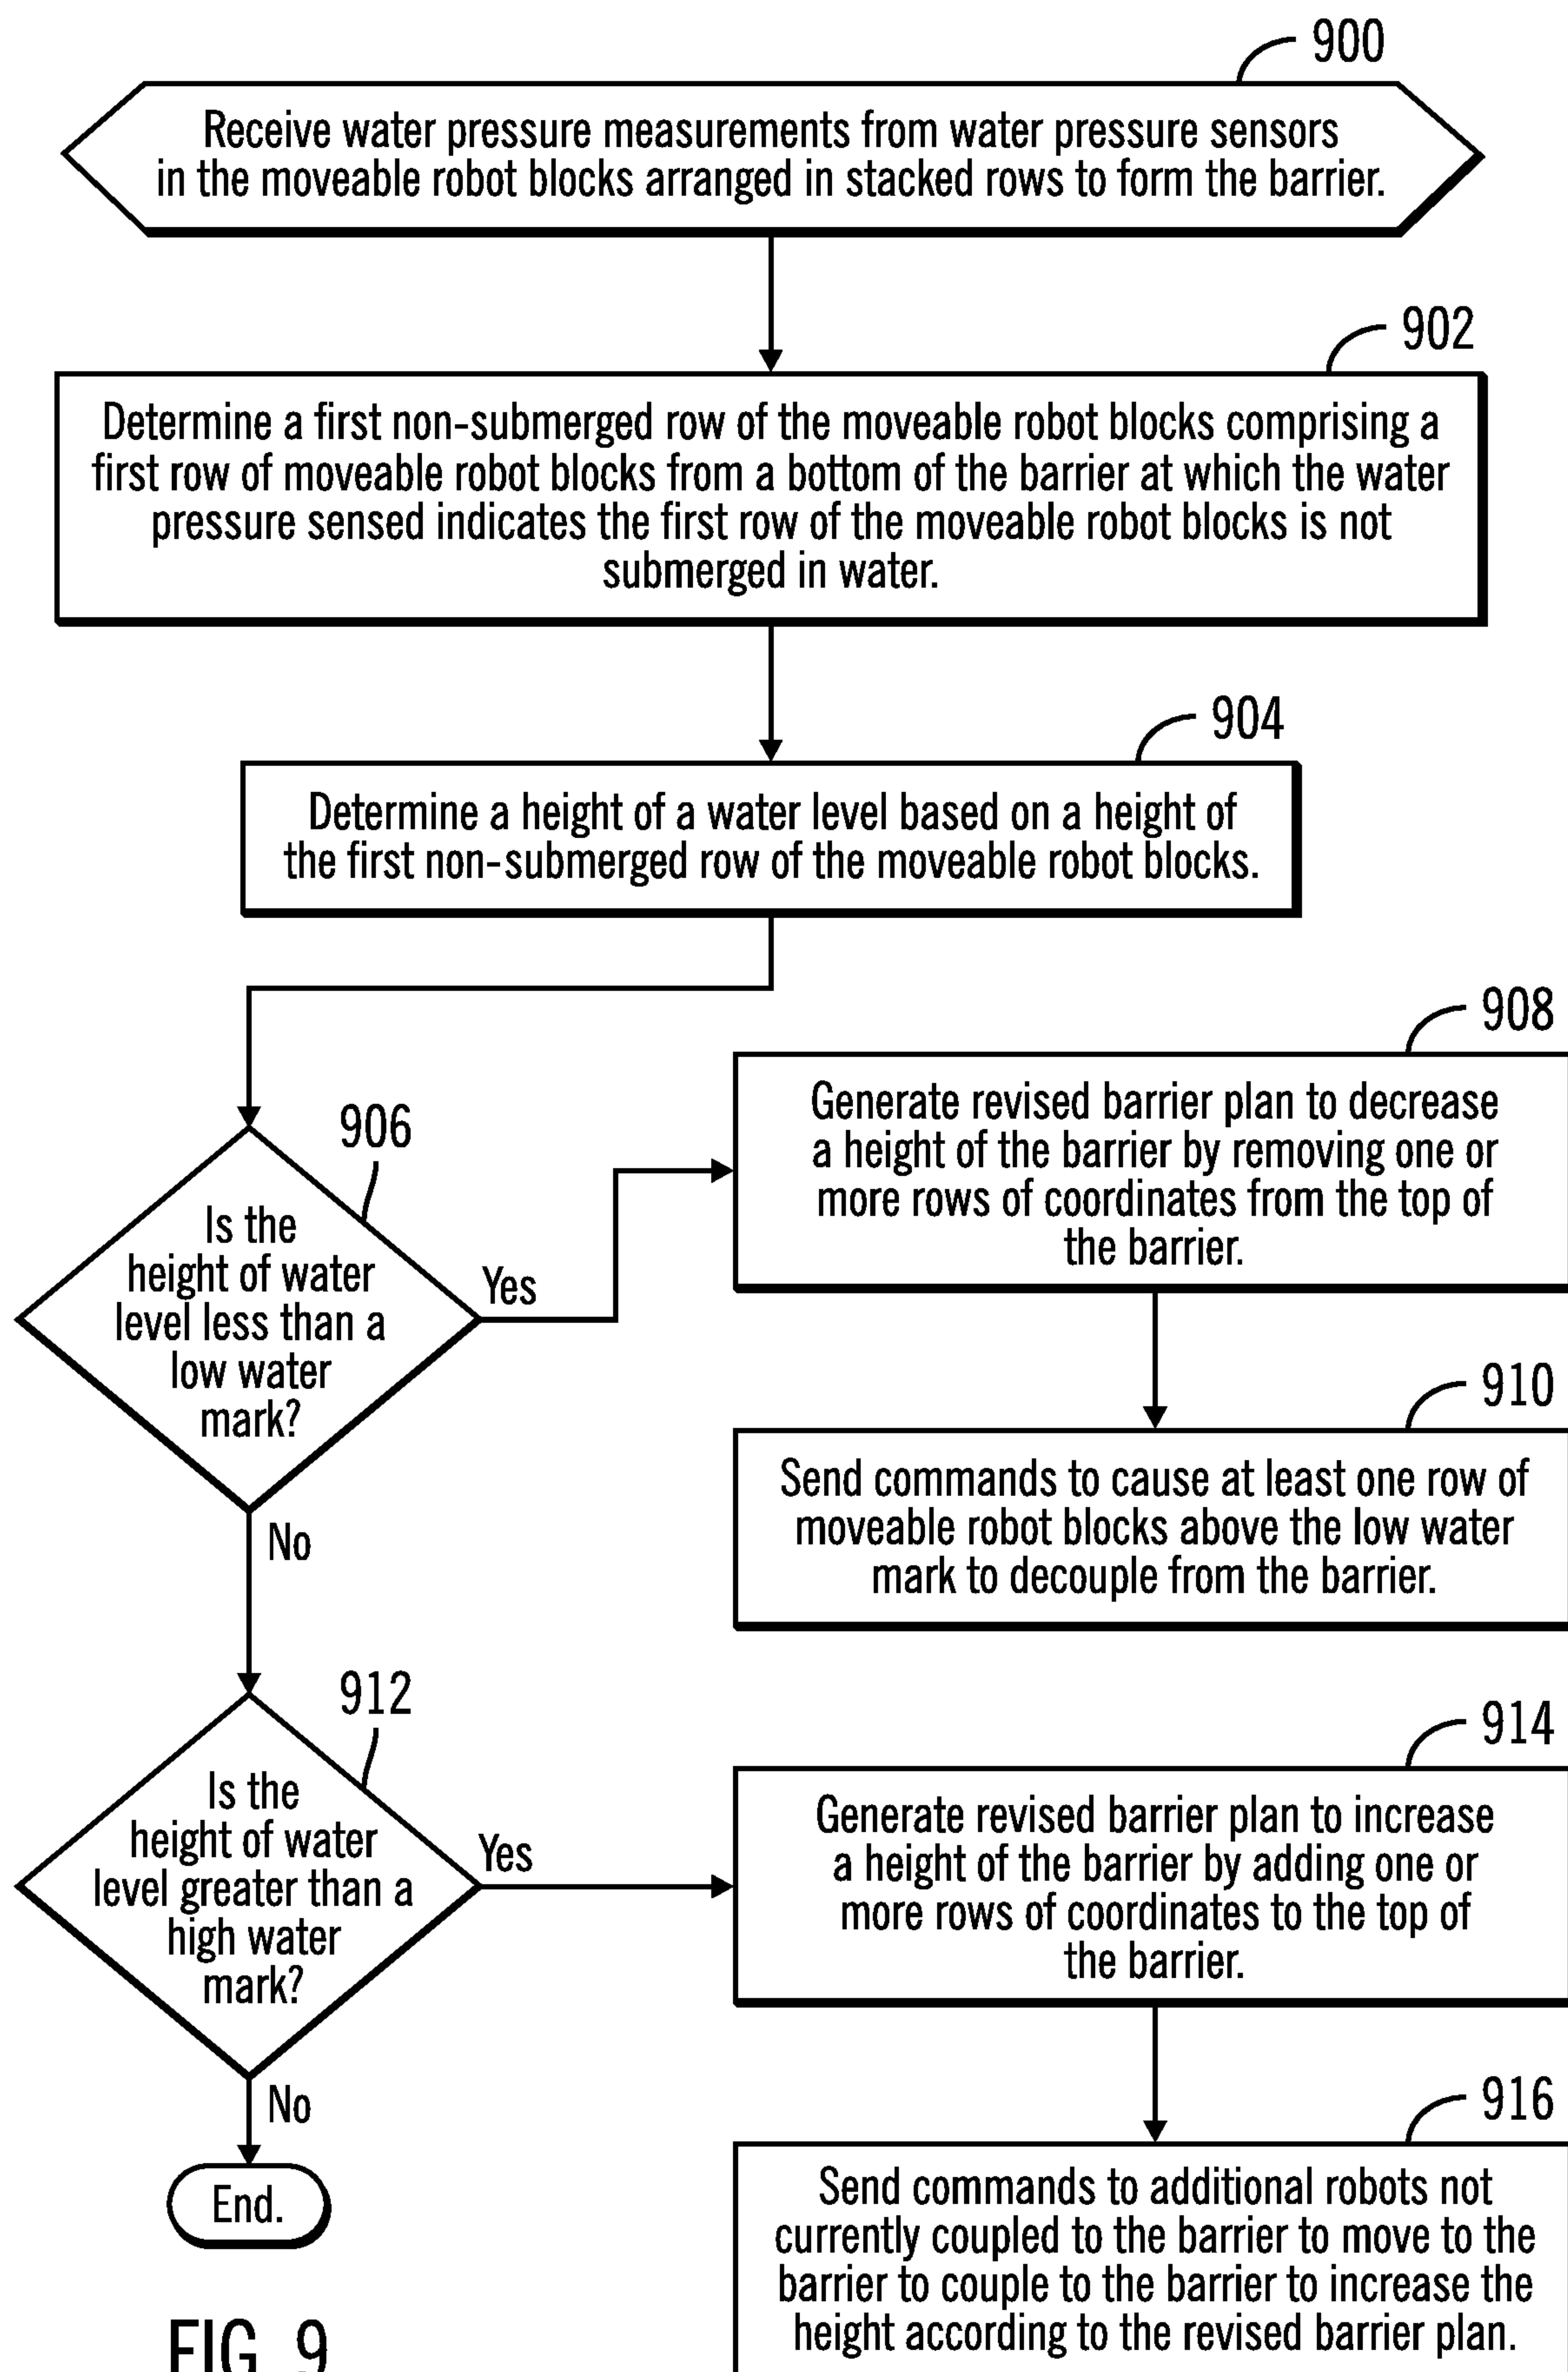 900
Receive water pressure measurements from water pressure sensors
in the moveable robot blocks arranged in stacked rows to form the barrier.
902
Determine a first non-submerged row of the moveable robot blocks comprising a
first row of moveable robot blocks from a bottom of the barrier at which the water
pressure sensed indicates the first row of the moveable robot blocks is not
submerged in water.
904
Determine a height of a water level based on a height of
the first non-submerged row of the moveable robot blocks.
906
Is the
height of water
level less than a
low water
mark?
Yes
No
908
Generate revised barrier plan to decrease
a height of the barrier by removing one or
more rows of coordinates from the top of
the barrier.
910
Send commands to cause at least one row of
moveable robot blocks above the low water
mark to decouple from the barrier.
912
Is the
height of water
level greater than a
high water
mark?
Yes
No
914
Generate revised barrier plan to increase
a height of the barrier by adding one or
more rows of coordinates to the top of
the barrier.
916
Send commands to additional robots not
currently coupled to the barrier to move to the
barrier to couple to the barrier to increase the
height according to the revised barrier plan.
End.
FIG. 9